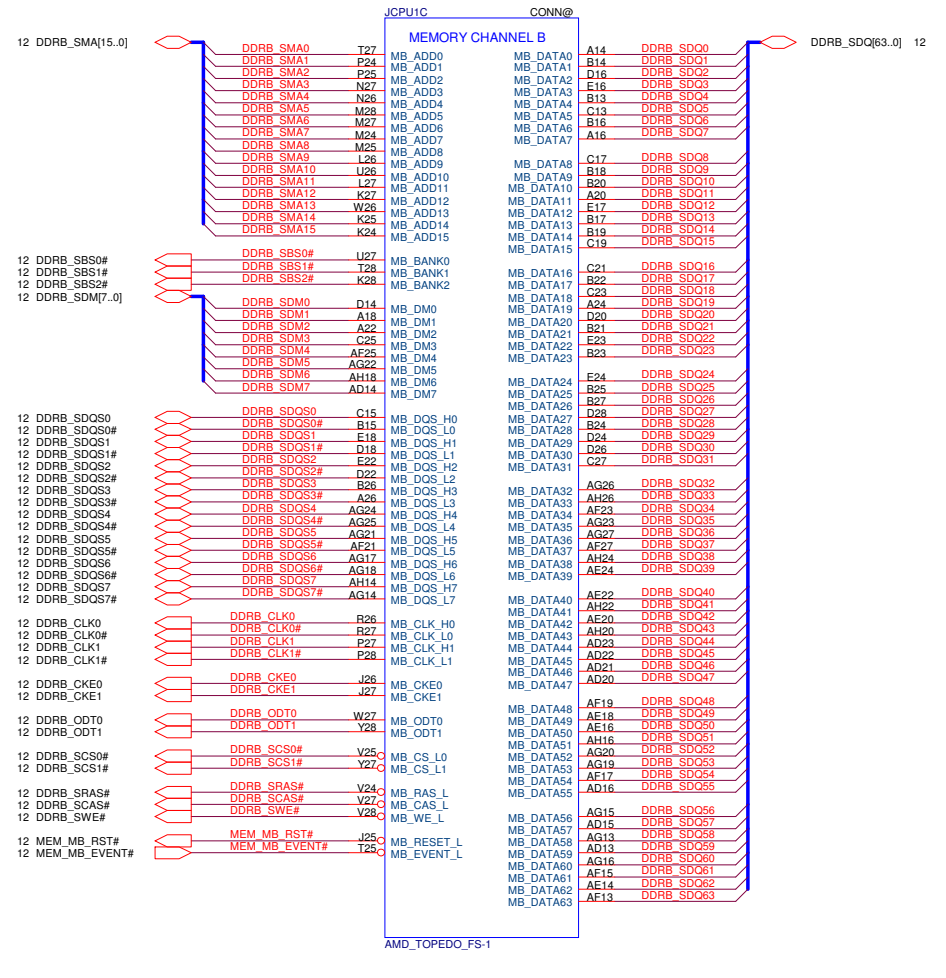 JCPU1C CONN@
MEMORY CHANNEL B
12 DDRB_SMA[15..0] DDRB_SDQ[63..0] 12
DDRB_SMA0 T27 MB_ADD0 MB_DATA0 A14 DDRB_SDQ0
DDRB_SMA1 P24 MB_ADD1 MB_DATA1 B14 DDRB_SDQ1
DDRB_SMA2 P25 MB_ADD2 MB_DATA2 D16 DDRB_SDQ2
DDRB_SMA3 N27 MB_ADD3 MB_DATA3 E16 DDRB_SDQ3
DDRB_SMA4 N26 MB_ADD4 MB_DATA4 B13 DDRB_SDQ4
DDRB_SMA5 M28 MB_ADD5 MB_DATA5 C13 DDRB_SDQ5
DDRB_SMA6 M27 MB_ADD6 MB_DATA6 B16 DDRB_SDQ6
DDRB_SMA7 M24 MB_ADD7 MB_DATA7 A16 DDRB_SDQ7
DDRB_SMA8 M25 MB_ADD8
DDRB_SMA9 L26 MB_ADD9 MB_DATA8 C17 DDRB_SDQ8
DDRB_SMA10 U26 MB_ADD10 MB_DATA9 B18 DDRB_SDQ9
DDRB_SMA11 L27 MB_ADD11 MB_DATA10 B20 DDRB_SDQ10
DDRB_SMA12 K27 MB_ADD12 MB_DATA11 A20 DDRB_SDQ11
DDRB_SMA13 W26 MB_ADD13 MB_DATA12 E17 DDRB_SDQ12
DDRB_SMA14 K25 MB_ADD14 MB_DATA13 B17 DDRB_SDQ13
DDRB_SMA15 K24 MB_ADD15 MB_DATA14 B19 DDRB_SDQ14
MB_DATA15 C19 DDRB_SDQ15
12 DDRB_SBS0# DDRB_SBS0# U27 MB_BANK0
12 DDRB_SBS1# DDRB_SBS1# T28 MB_BANK1 MB_DATA16 C21 DDRB_SDQ16
12 DDRB_SBS2# DDRB_SBS2# K28 MB_BANK2 MB_DATA17 B22 DDRB_SDQ17
12 DDRB_SDM[7..0] MB_DATA18 C23 DDRB_SDQ18
DDRB_SDM0 D14 MB_DM0 MB_DATA19 A24 DDRB_SDQ19
DDRB_SDM1 A18 MB_DM1 MB_DATA20 D20 DDRB_SDQ20
DDRB_SDM2 A22 MB_DM2 MB_DATA21 B21 DDRB_SDQ21
DDRB_SDM3 C25 MB_DM3 MB_DATA22 E23 DDRB_SDQ22
DDRB_SDM4 AF25 MB_DM4 MB_DATA23 B23 DDRB_SDQ23
DDRB_SDM5 AG22 MB_DM5
DDRB_SDM6 AH18 MB_DM6 MB_DATA24 E24 DDRB_SDQ24
DDRB_SDM7 AD14 MB_DM7 MB_DATA25 B25 DDRB_SDQ25
MB_DATA26 B27 DDRB_SDQ26
12 DDRB_SDQS0 DDRB_SDQS0 C15 MB_DQS_H0 MB_DATA27 D28 DDRB_SDQ27
12 DDRB_SDQS0# DDRB_SDQS0# B15 MB_DQS_L0 MB_DATA28 B24 DDRB_SDQ28
12 DDRB_SDQS1 DDRB_SDQS1 E18 MB_DQS_H1 MB_DATA29 D24 DDRB_SDQ29
12 DDRB_SDQS1# DDRB_SDQS1# D18 MB_DQS_L1 MB_DATA30 D26 DDRB_SDQ30
12 DDRB_SDQS2 DDRB_SDQS2 E22 MB_DQS_H2 MB_DATA31 C27 DDRB_SDQ31
12 DDRB_SDQS2# DDRB_SDQS2# D22 MB_DQS_L2
12 DDRB_SDQS3 DDRB_SDQS3 B26 MB_DQS_H3 MB_DATA32 AG26 DDRB_SDQ32
12 DDRB_SDQS3# DDRB_SDQS3# A26 MB_DQS_L3 MB_DATA33 AH26 DDRB_SDQ33
12 DDRB_SDQS4 DDRB_SDQS4 AG24 MB_DQS_H4 MB_DATA34 AF23 DDRB_SDQ34
12 DDRB_SDQS4# DDRB_SDQS4# AG25 MB_DQS_L4 MB_DATA35 AG23 DDRB_SDQ35
12 DDRB_SDQS5 DDRB_SDQS5 AG21 MB_DQS_H5 MB_DATA36 AG27 DDRB_SDQ36
12 DDRB_SDQS5# DDRB_SDQS5# AF21 MB_DQS_L5 MB_DATA37 AF27 DDRB_SDQ37
12 DDRB_SDQS6 DDRB_SDQS6 AG17 MB_DQS_H6 MB_DATA38 AH24 DDRB_SDQ38
12 DDRB_SDQS6# DDRB_SDQS6# AG18 MB_DQS_L6 MB_DATA39 AE24 DDRB_SDQ39
12 DDRB_SDQS7 DDRB_SDQS7 AH14 MB_DQS_H7
12 DDRB_SDQS7# DDRB_SDQS7# AG14 MB_DQS_L7 MB_DATA40 AE22 DDRB_SDQ40
MB_DATA41 AH22 DDRB_SDQ41
12 DDRB_CLK0 DDRB_CLK0 R26 MB_CLK_H0 MB_DATA42 AE20 DDRB_SDQ42
12 DDRB_CLK0# DDRB_CLK0# R27 MB_CLK_L0 MB_DATA43 AH20 DDRB_SDQ43
12 DDRB_CLK1 DDRB_CLK1 P27 MB_CLK_H1 MB_DATA44 AD23 DDRB_SDQ44
12 DDRB_CLK1# DDRB_CLK1# P28 MB_CLK_L1 MB_DATA45 AD22 DDRB_SDQ45
MB_DATA46 AD21 DDRB_SDQ46
12 DDRB_CKE0 DDRB_CKE0 J26 MB_CKE0 MB_DATA47 AD20 DDRB_SDQ47
12 DDRB_CKE1 DDRB_CKE1 J27 MB_CKE1
MB_DATA48 AF19 DDRB_SDQ48
12 DDRB_ODT0 DDRB_ODT0 W27 MB_ODT0 MB_DATA49 AE18 DDRB_SDQ49
12 DDRB_ODT1 DDRB_ODT1 Y28 MB_ODT1 MB_DATA50 AE16 DDRB_SDQ50
MB_DATA51 AH16 DDRB_SDQ51
12 DDRB_SCS0# DDRB_SCS0# V25 MB_CS_L0 MB_DATA52 AG20 DDRB_SDQ52
12 DDRB_SCS1# DDRB_SCS1# Y27 MB_CS_L1 MB_DATA53 AG19 DDRB_SDQ53
MB_DATA54 AF17 DDRB_SDQ54
12 DDRB_SRAS# DDRB_SRAS# V24 MB_RAS_L MB_DATA55 AD16 DDRB_SDQ55
12 DDRB_SCAS# DDRB_SCAS# V27 MB_CAS_L
12 DDRB_SWE# DDRB_SWE# V28 MB_WE_L MB_DATA56 AG15 DDRB_SDQ56
MB_DATA57 AD15 DDRB_SDQ57
12 MEM_MB_RST# MEM_MB_RST# J25 MB_RESET_L MB_DATA58 AG13 DDRB_SDQ58
12 MEM_MB_EVENT# MEM_MB_EVENT# T25 MB_EVENT_L MB_DATA59 AD13 DDRB_SDQ59
MB_DATA60 AG16 DDRB_SDQ60
MB_DATA61 AF15 DDRB_SDQ61
MB_DATA62 AE14 DDRB_SDQ62
MB_DATA63 AF13 DDRB_SDQ63
AMD_TOPEDO_FS-1